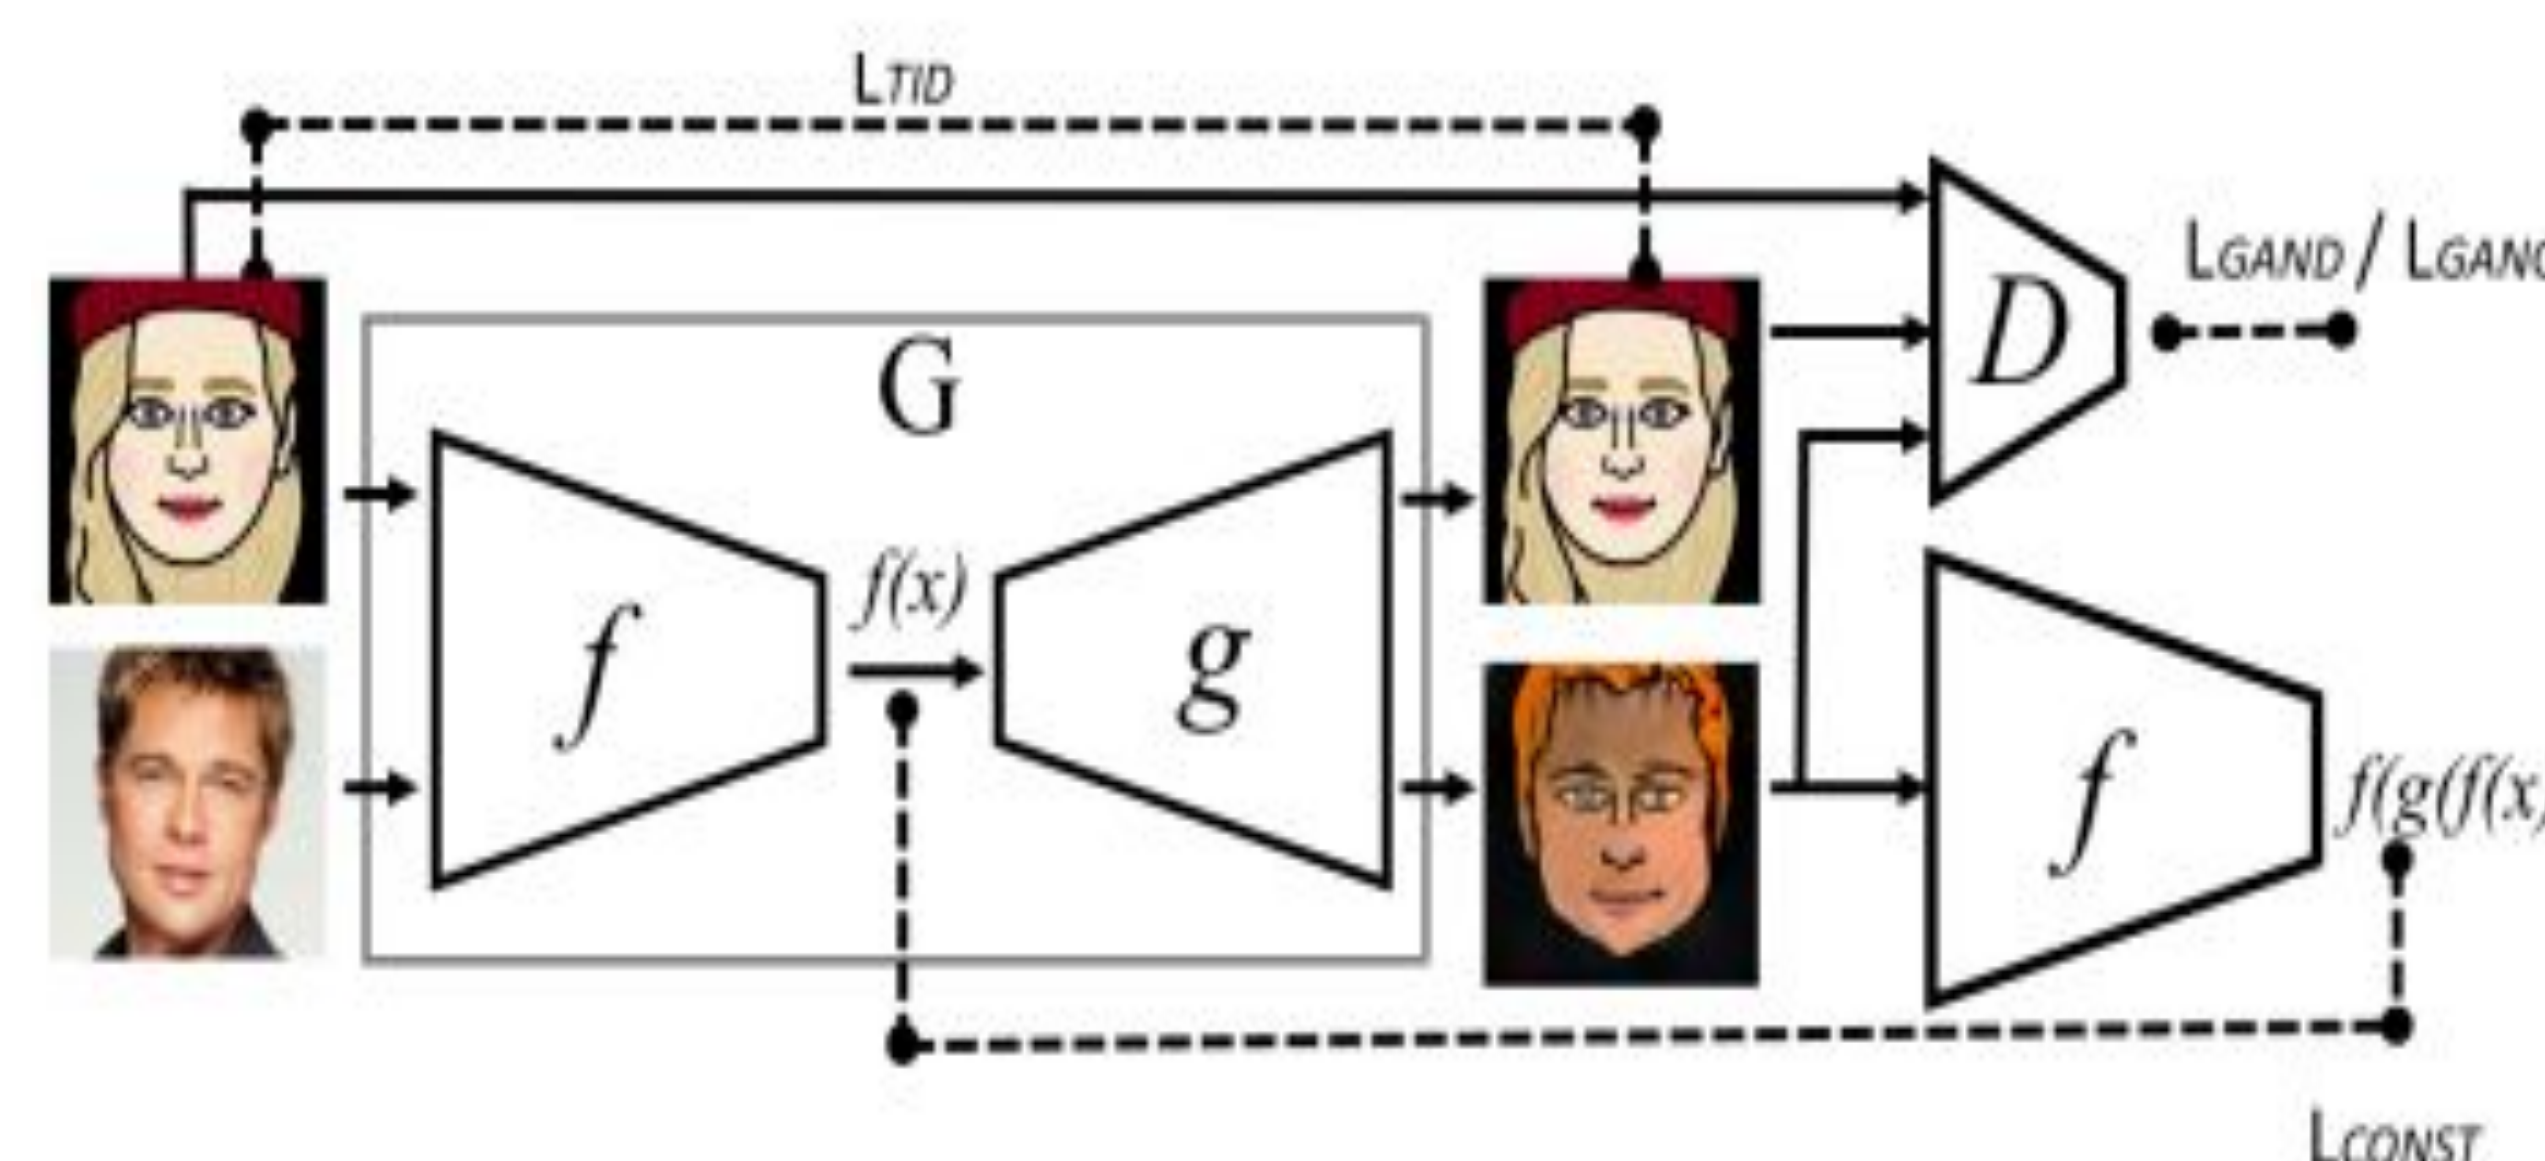 LTID
LGAND / LGANG
G
D
f(x)
f
g
f
f(g(f(x)
LCONST